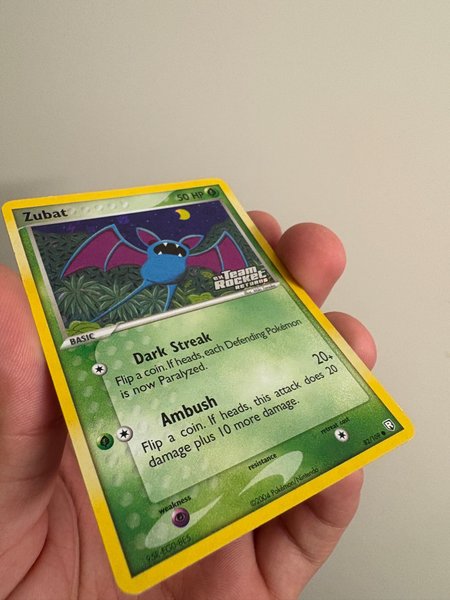 Zubat
50 HP
EX Team
Rocket
RETURNS
BASIC
Dark Streak
Flip a coin. If heads, each Defending Pokémon
is now Paralyzed.
Ambush
20+
Flip a coin. If heads, this attack does 20
damage plus 10 more damage.
weakness
resistance
retreat cost
©2004 Pokémon/Nintendo
R